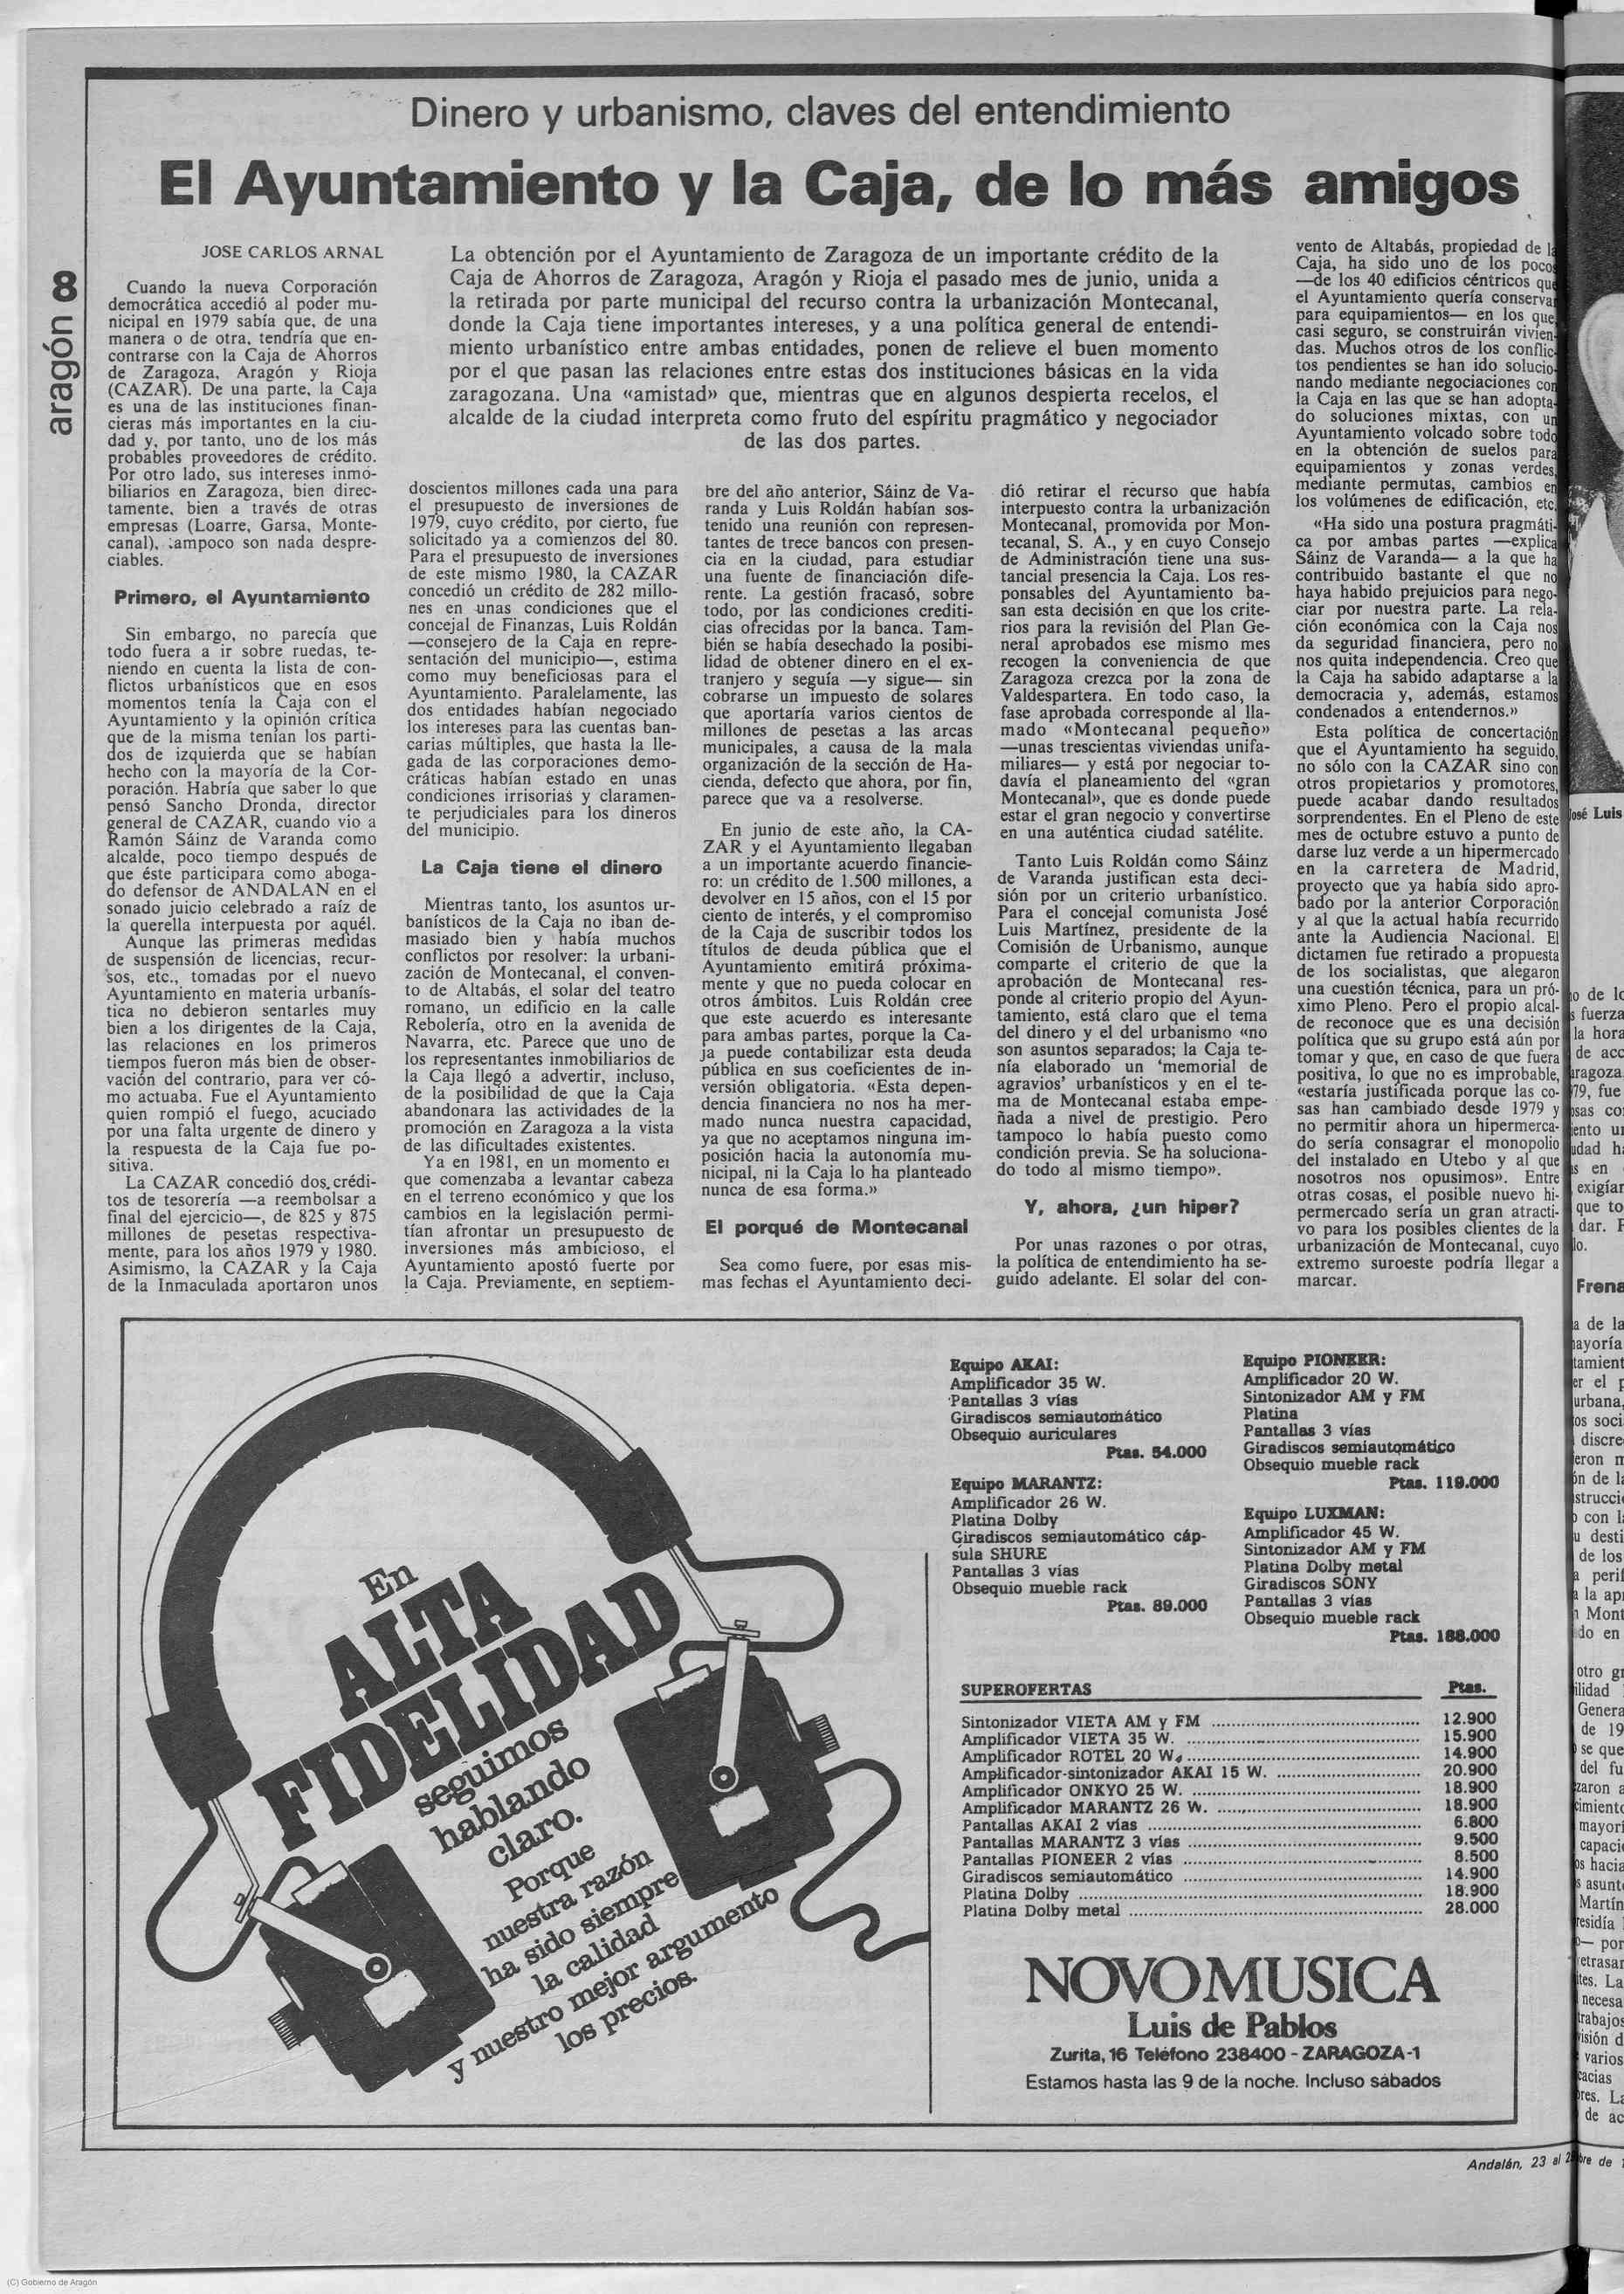 Dinero y urbanismo, claves del entendimiento
El Ayuntamiento y la Caja, de lo más amigos
aragón 8
JOSE CARLOS ARNAL
Cuando la nueva Corporación
democrática accedió al poder mu-
nicipal en 1979 sabía que, de una
manera o de otra, tendría que en-
contrarse con la Caja de Ahorros
de Zaragoza, Aragón y Rioja
(CAZAR). De una parte, la Caja
es una de las instituciones finan-
cieras más importantes en la ciu-
dad y, por tanto, uno de los más
probables proveedores de crédito.
Por otro lado, sus intereses inmo-
biliarios en Zaragoza, bien direc-
tamente, bien a través de otras
empresas (Loarre, Garsa, Monte-
canal), tampoco son nada despre-
ciables.
Primero, el Ayuntamiento
Sin embargo, no parecía que
todo fuera a ir sobre ruedas, te-
niendo en cuenta la lista de con-
flictos urbanísticos que en esos
momentos tenía la Caja con el
Ayuntamiento y la opinión crítica
que de la misma tenían los parti-
dos de izquierda que se habían
hecho con la mayoría de la Cor-
poración. Habría que saber lo que
pensó Sancho Dronda, director
general de CAZAR, cuando vio a
Ramón Sáinz de Varanda como
alcalde, poco tiempo después de
que éste participara como aboga-
do defensor de ANDALAN en el
sonado juicio celebrado a raíz de
la querella interpuesta por aquél.
Aunque las primeras medidas
de suspensión de licencias, recur-
sos, etc., tomadas por el nuevo
Ayuntamiento en materia urbanís-
tica no debieron sentarles muy
bien a los dirigentes de la Caja,
las relaciones en los primeros
tiempos fueron más bien de obser-
vación del contrario, para ver có-
mo actuaba. Fue el Ayuntamiento
quien rompió el fuego, acuciado
por una falta urgente de dinero y
la respuesta de la Caja fue po-
sitiva.
La CAZAR concedió dos crédi-
tos de tesorería —a reembolsar a
final del ejercicio—, de 825 y 875
millones de pesetas respectiva-
mente, para los años 1979 y 1980.
Asimismo, la CAZAR y la Caja
de la Inmaculada aportaron unos
La obtención por el Ayuntamiento de Zaragoza de un importante crédito de la
Caja de Ahorros de Zaragoza, Aragón y Rioja el pasado mes de junio, unida a
la retirada por parte municipal del recurso contra la urbanización Montecanal,
donde la Caja tiene importantes intereses, y a una política general de entendi-
miento urbanístico entre ambas entidades, ponen de relieve el buen momento
por el que pasan las relaciones entre estas dos instituciones básicas en la vida
zaragozana. Una «amistad» que, mientras que en algunos despierta recelos, el
alcalde de la ciudad interpreta como fruto del espíritu pragmático y negociador
de las dos partes.
doscientos millones cada una para
el presupuesto de inversiones de
1979, cuyo crédito, por cierto, fue
solicitado ya a comienzos del 80.
Para el presupuesto de inversiones
de este mismo 1980, la CAZAR
concedió un crédito de 282 millo-
nes en unas condiciones que el
concejal de Finanzas, Luis Roldán
—consejero de la Caja en repre-
sentación del municipio—, estima
como muy beneficiosas para el
Ayuntamiento. Paralelamente, las
dos entidades habían negociado
los intereses para las cuentas ban-
carias múltiples, que hasta la lle-
gada de las corporaciones demo-
cráticas habían estado en unas
condiciones irrisorias y claramen-
te perjudiciales para los dineros
del municipio.
La Caja tiene el dinero
Mientras tanto, los asuntos ur-
banísticos de la Caja no iban de-
masiado bien y había muchos
conflictos por resolver: la urbani-
zación de Montecanal, el conven-
to de Altabás, el solar del teatro
romano, un edificio en la calle
Rebolería, otro en la avenida de
Navarra, etc. Parece que uno de
los representantes inmobiliarios de
la Caja llegó a advertir, incluso,
de la posibilidad de que la Caja
abandonara las actividades de la
promoción en Zaragoza a la vista
de las dificultades existentes.
Ya en 1981, en un momento en
que comenzaba a levantar cabeza
en el terreno económico y que los
cambios en la legislación permi-
tían afrontar un presupuesto de
inversiones más ambicioso, el
Ayuntamiento apostó fuerte por
la Caja. Previamente, en septiem-
bre del año anterior, Sáinz de Va-
randa y Luis Roldán habían sos-
tenido una reunión con represen-
tantes de trece bancos con presen-
cia en la ciudad, para estudiar
una fuente de financiación dife-
rente. La gestión fracasó, sobre
todo, por las condiciones crediti-
cias ofrecidas por la banca. Tam-
bién se había desechado la posibi-
lidad de obtener dinero en el ex-
tranjero y seguía —y sigue— sin
cobrarse un impuesto de solares
que aportaría varios cientos de
millones de pesetas a las arcas
municipales, a causa de la mala
organización de la sección de Ha-
cienda, defecto que ahora, por fin,
parece que va a resolverse.
En junio de este año, la CA-
ZAR y el Ayuntamiento llegaban
a un importante acuerdo financie-
ro: un crédito de 1.500 millones, a
devolver en 15 años, con el 15 por
ciento de interés, y el compromiso
de la Caja de suscribir todos los
títulos de deuda pública que el
Ayuntamiento emitirá próxima-
mente y que no pueda colocar en
otros ámbitos. Luis Roldán cree
que este acuerdo es interesante
para ambas partes, porque la Ca-
ja puede contabilizar esta deuda
pública en sus coeficientes de in-
versión obligatoria. «Esta depen-
dencia financiera no nos ha mer-
mado nunca nuestra capacidad,
ya que no aceptamos ninguna im-
posición hacia la autonomía mu-
nicipal, ni la Caja lo ha planteado
nunca de esa forma.»
El porqué de Montecanal
Sea como fuere, por esas mis-
mas fechas el Ayuntamiento deci-
dió retirar el recurso que había
interpuesto contra la urbanización
Montecanal, promovida por Mon-
tecanal, S. A., y en cuyo Consejo
de Administración tiene una sus-
tancial presencia la Caja. Los res-
ponsables del Ayuntamiento ba-
san esta decisión en que los crite-
rios para la revisión del Plan Ge-
neral aprobados ese mismo mes
recogen la conveniencia de que
Zaragoza crezca por la zona de
Valdespartera. En todo caso, la
fase aprobada corresponde al lla-
mado «Montecanal pequeño»
—unas trescientas viviendas unifa-
miliares— y está por negociar to-
davía el planeamiento del «gran
Montecanal», que es donde puede
estar el gran negocio y convertirse
en una auténtica ciudad satélite.
Tanto Luis Roldán como Sáinz
de Varanda justifican esta deci-
sión por un criterio urbanístico.
Para el concejal comunista José
Luis Martínez, presidente de la
Comisión de Urbanismo, aunque
comparte el criterio de que la
aprobación de Montecanal res-
ponde al criterio propio del Ayun-
tamiento, está claro que el tema
del dinero y el del urbanismo «no
son asuntos separados; la Caja te-
nía elaborado un ‘memorial de
agravios’ urbanísticos y en el te-
ma de Montecanal estaba empe-
ñada a nivel de prestigio. Pero
tampoco lo había puesto como
condición previa. Se ha soluciona-
do todo al mismo tiempo».
Y, ahora, ¿un hiper?
Por unas razones o por otras,
la política de entendimiento ha se-
guido adelante. El solar del con-
vento de Altabás, propiedad de la
Caja, ha sido uno de los pocos
—de los 40 edificios céntricos que
el Ayuntamiento quería conservar
para equipamientos— en los que,
casi seguro, se construirán vivien-
das. Muchos otros de los conflic-
tos pendientes se han ido solucio-
nando mediante negociaciones con
la Caja en las que se han adopta-
do soluciones mixtas, con un
Ayuntamiento volcado sobre todo
en la obtención de suelos para
equipamientos y zonas verdes,
mediante permutas, cambios en
los volúmenes de edificación, etc.
«Ha sido una postura pragmáti-
ca por ambas partes —explica
Sáinz de Varanda— a la que ha
contribuido bastante el que no
haya habido prejuicios para nego-
ciar por nuestra parte. La rela-
ción económica con la Caja nos
da seguridad financiera, pero no
nos quita independencia. Creo que
la Caja ha sabido adaptarse a la
democracia y, además, estamos
condenados a entendernos.»
Esta política de concertación
que el Ayuntamiento ha seguido,
no sólo con la CAZAR sino con
otros propietarios y promotores,
puede acabar dando resultados
sorprendentes. En el Pleno de este
mes de octubre estuvo a punto de
darse luz verde a un hipermercado
en la carretera de Madrid,
proyecto que ya había sido apro-
bado por la anterior Corporación
y al que la actual había recurrido
ante la Audiencia Nacional. El
dictamen fue retirado a propuesta
de los socialistas, que alegaron
una cuestión técnica, para un pró-
ximo Pleno. Pero el propio alcal-
de reconoce que es una decisión
política que su grupo está aún por
tomar y que, en caso de que fuera
positiva, lo que no es improbable,
«estaría justificada porque las co-
sas han cambiado desde 1979 y
no permitir ahora un hipermerca-
do sería consagrar el monopolio
del instalado en Utebo y al que
nosotros nos opusimos». Entre
otras cosas, el posible nuevo hi-
permercado sería un gran atracti-
vo para los posibles clientes de la
urbanización de Montecanal, cuyo
extremo suroeste podría llegar a
marcar.
En
ALTA
FIDELIDAD
seguimos
hablando
claro.
Porque
nuestra razón
ha sido siempre
la calidad
y nuestro mejor argumento
los precios.
Equipo AKAI:
Amplificador 35 W.
Pantallas 3 vías
Giradiscos semiautomático
Obsequio auriculares
Ptas. 54.000
Equipo MARANTZ:
Amplificador 26 W.
Platina Dolby
Giradiscos semiautomático cáp-
sula SHURE
Pantallas 3 vías
Obsequio mueble rack
Ptas. 89.000
Equipo PIONEER:
Amplificador 20 W.
Sintonizador AM y FM
Platina
Pantallas 3 vías
Giradiscos semiautomático
Obsequio mueble rack
Ptas. 119.000
Equipo LUXMAN:
Amplificador 45 W.
Sintonizador AM y FM
Platina Dolby metal
Giradiscos SONY
Pantallas 3 vías
Obsequio mueble rack
Ptas. 188.000
SUPEROFERTAS Ptas.
Sintonizador VIETA AM y FM 12.900
Amplificador VIETA 35 W. 15.900
Amplificador ROTEL 20 W. 14.900
Amplificador-sintonizador AKAI 15 W. 20.900
Amplificador ONKYO 25 W. 18.900
Amplificador MARANTZ 26 W. 18.900
Pantallas AKAI 2 vías 6.800
Pantallas MARANTZ 3 vías 9.500
Pantallas PIONEER 2 vías 8.500
Giradiscos semiautomático 14.900
Platina Dolby 18.900
Platina Dolby metal 28.000
NOVOMUSICA
Luis de Pablos
Zurita, 16 Teléfono 238400 - ZARAGOZA-1
Estamos hasta las 9 de la noche. Incluso sábados
Andalán, 23 al
(C) Gobierno de Aragón